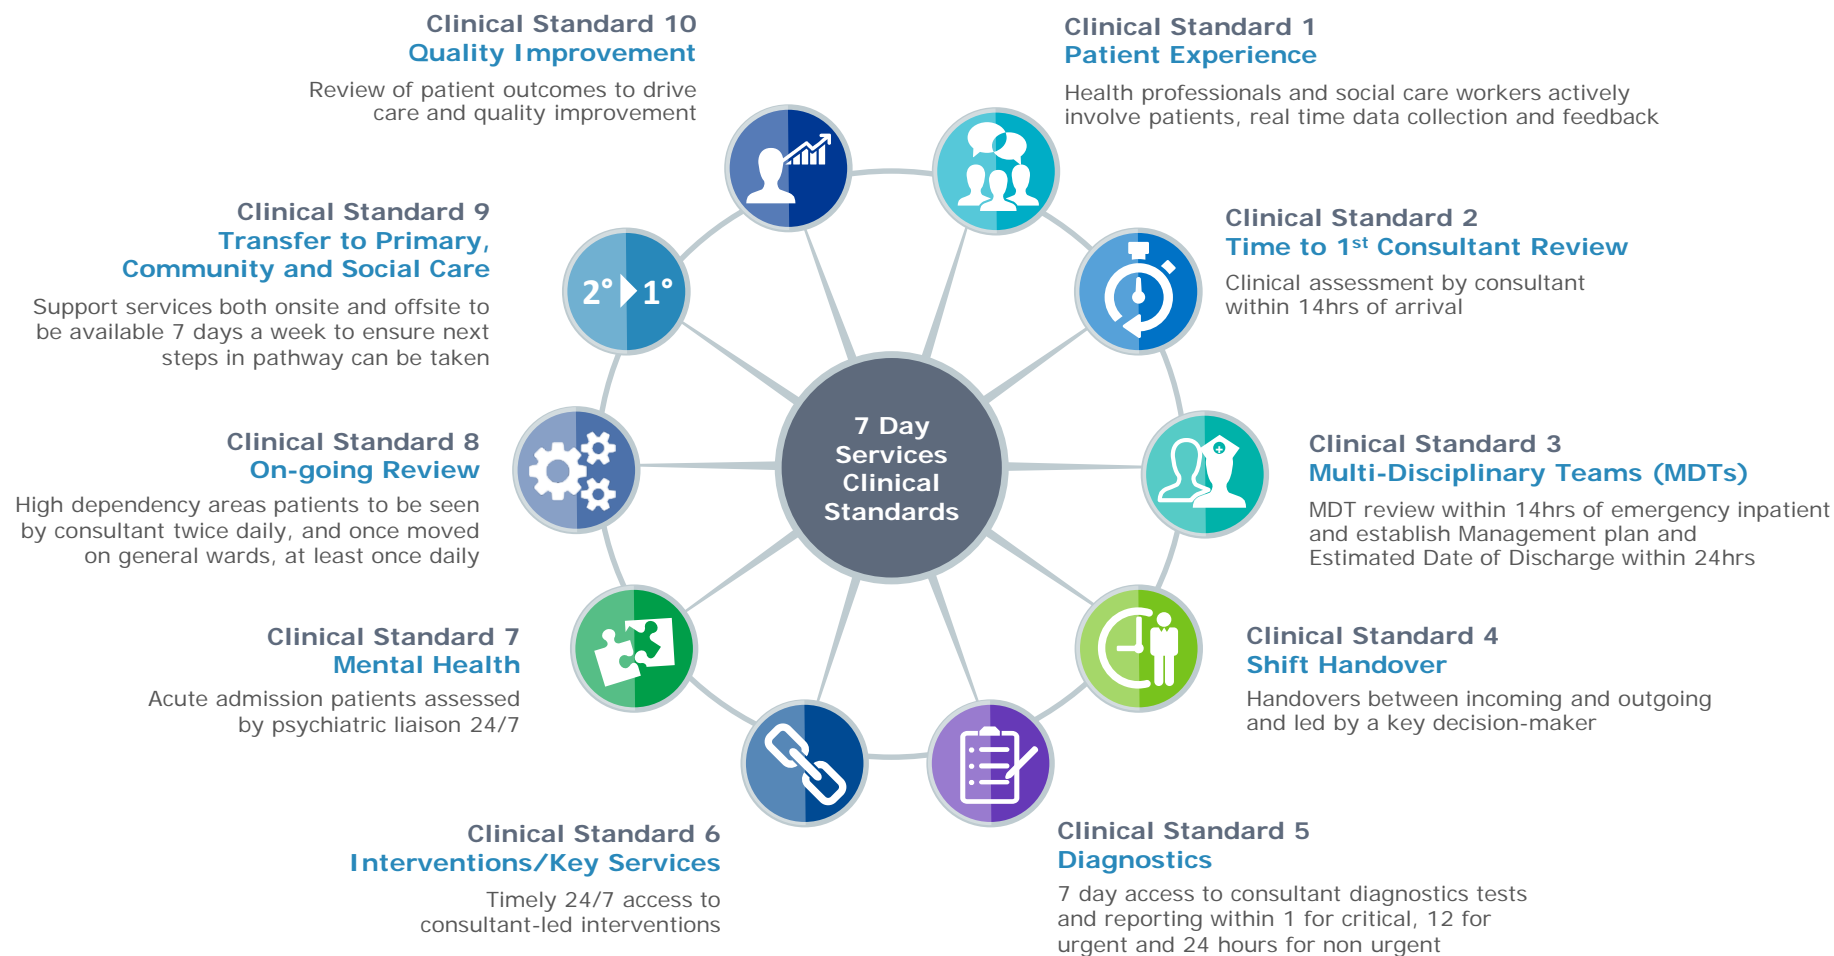 Clinical Standard 10
Quality Improvement
Review of patient outcomes to drive
care and quality improvement
Clinical Standard 1
Patient Experience
Health professionals and social care workers actively
involve patients, real time data collection and feedback
Clinical Standard 9
Transfer to Primary,
Community and Social Care
Support services both onsite and offsite to
be available 7 days a week to ensure next
steps in pathway can be taken
2° 1°
Clinical Standard 2
Time to 1st Consultant Review
Clinical assessment by consultant
within 14hrs of arrival
Clinical Standard 8
On-going Review
High dependency areas patients to be seen
by consultant twice daily, and once moved
on general wards, at least once daily
7 Day
Services
Clinical
Standards
Clinical Standard 3
Multi-Disciplinary Teams (MDTs)
MDT review within 14hrs of emergency inpatient
and establish Management plan and
Estimated Date of Discharge within 24hrs
Clinical Standard 7
Mental Health
Acute admission patients assessed
by psychiatric liaison 24/7
Clinical Standard 4
Shift Handover
Handovers between incoming and outgoing
and led by a key decision-maker
Clinical Standard 6
Interventions/Key Services
Timely 24/7 access to
consultant-led interventions
Clinical Standard 5
Diagnostics
7 day access to consultant diagnostics tests
and reporting within 1 for critical, 12 for
urgent and 24 hours for non urgent